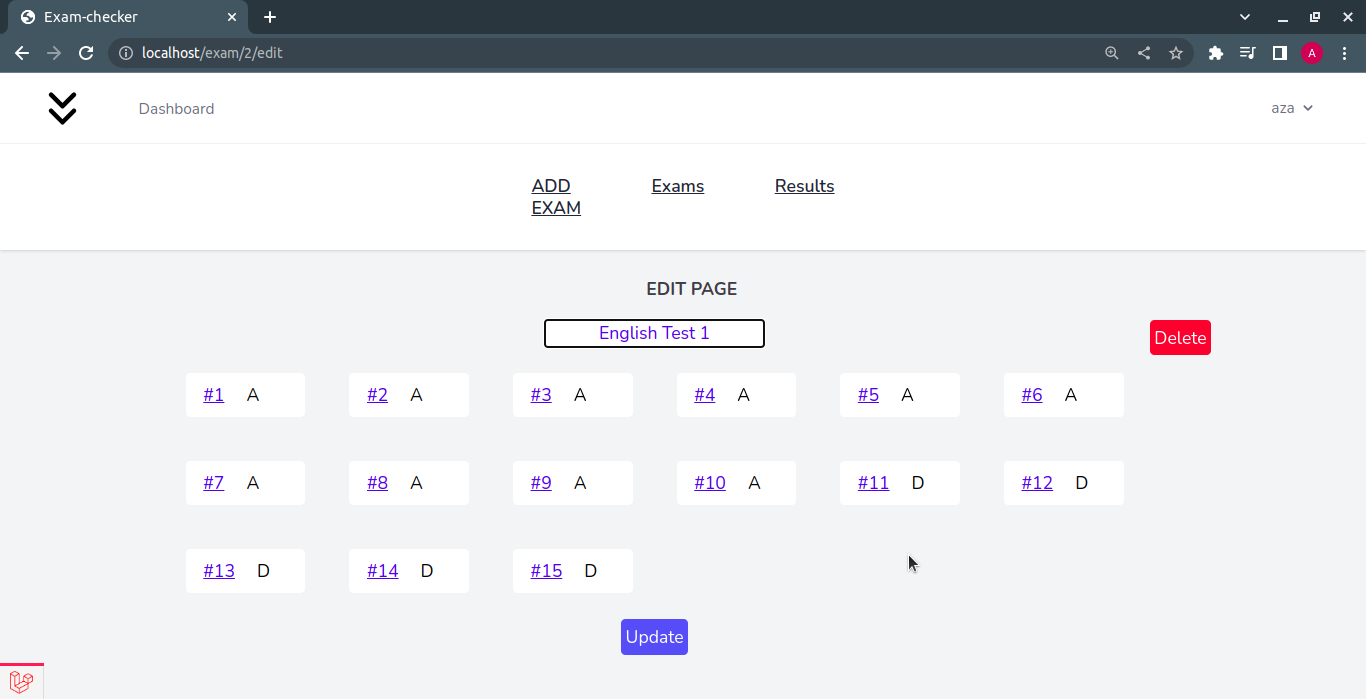 Exam-checker
localhost/exam/2/edit
A
Dashboard
aza
ADD
EXAM
Exams
Results
EDIT PAGE
English Test 1
Delete
#1 A
#2 A
#3 A
#4 A
#5 A
#6 A
#7 A
#8 A
#9 A
#10 A
#11 D
#12 D
#13 D
#14 D
#15 D
Update